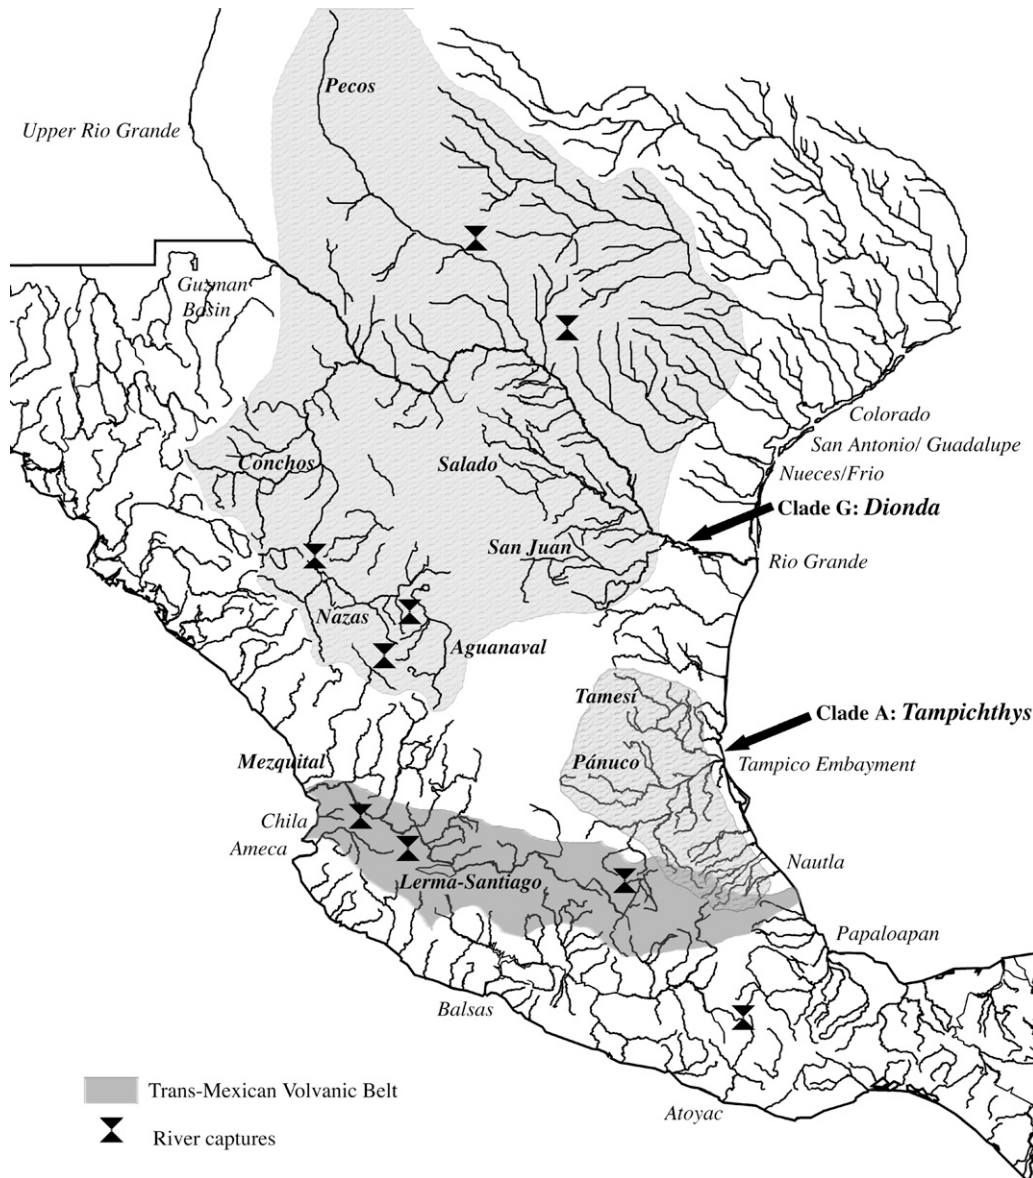 Pecos
Upper Rio Grande
Guzman
Basin
Colorado
San Antonio/ Guadalupe
Conchos
Salado
Nueces/Frio
Clade G: Dionda
San Juan
Rio Grande
Nazas
Aguanaval
Tamesí
Clade A: Tampichthys
Mezquital
Pánuco
Tampico Embayment
Chila
Ameca
Nautla
Lerma-Santiago
Papaloapan
Balsas
Trans-Mexican Volvanic Belt
Atoyac
River captures